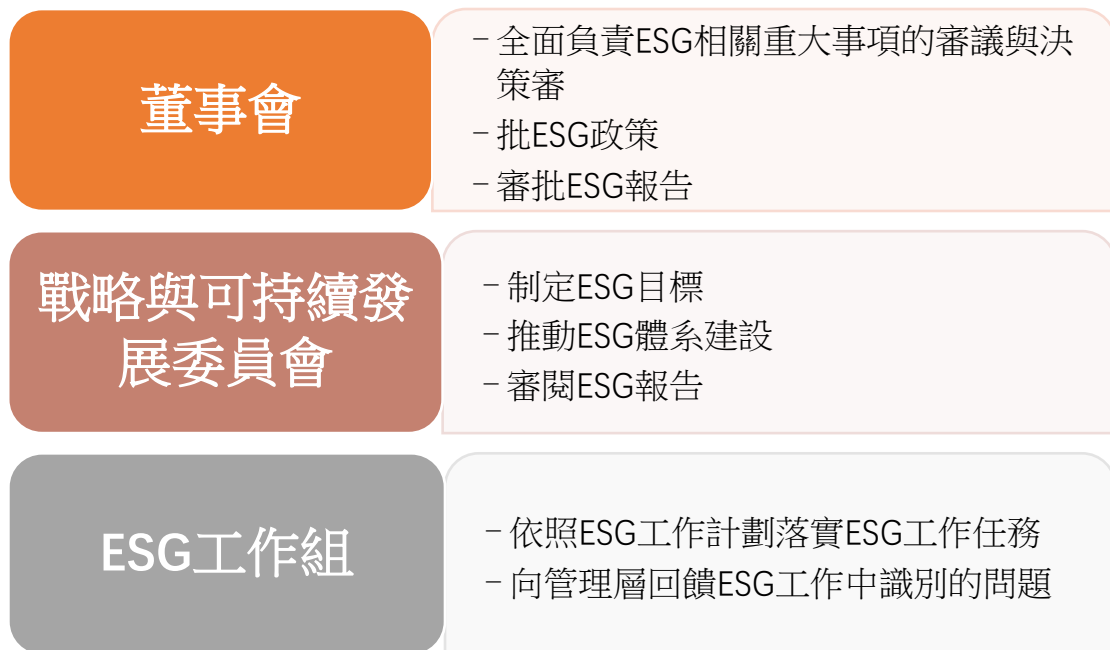 董事會
－全面負責ESG相關重大事項的審議與決
策審
－批ESG政策
－審批ESG報告
戰略與可持續發
展委員會
－制定ESG目標
－推動ESG體系建設
－審閱ESG報告
ESG工作組
－依照ESG工作計劃落實ESG工作任務
－向管理層回饋ESG工作中識別的問題